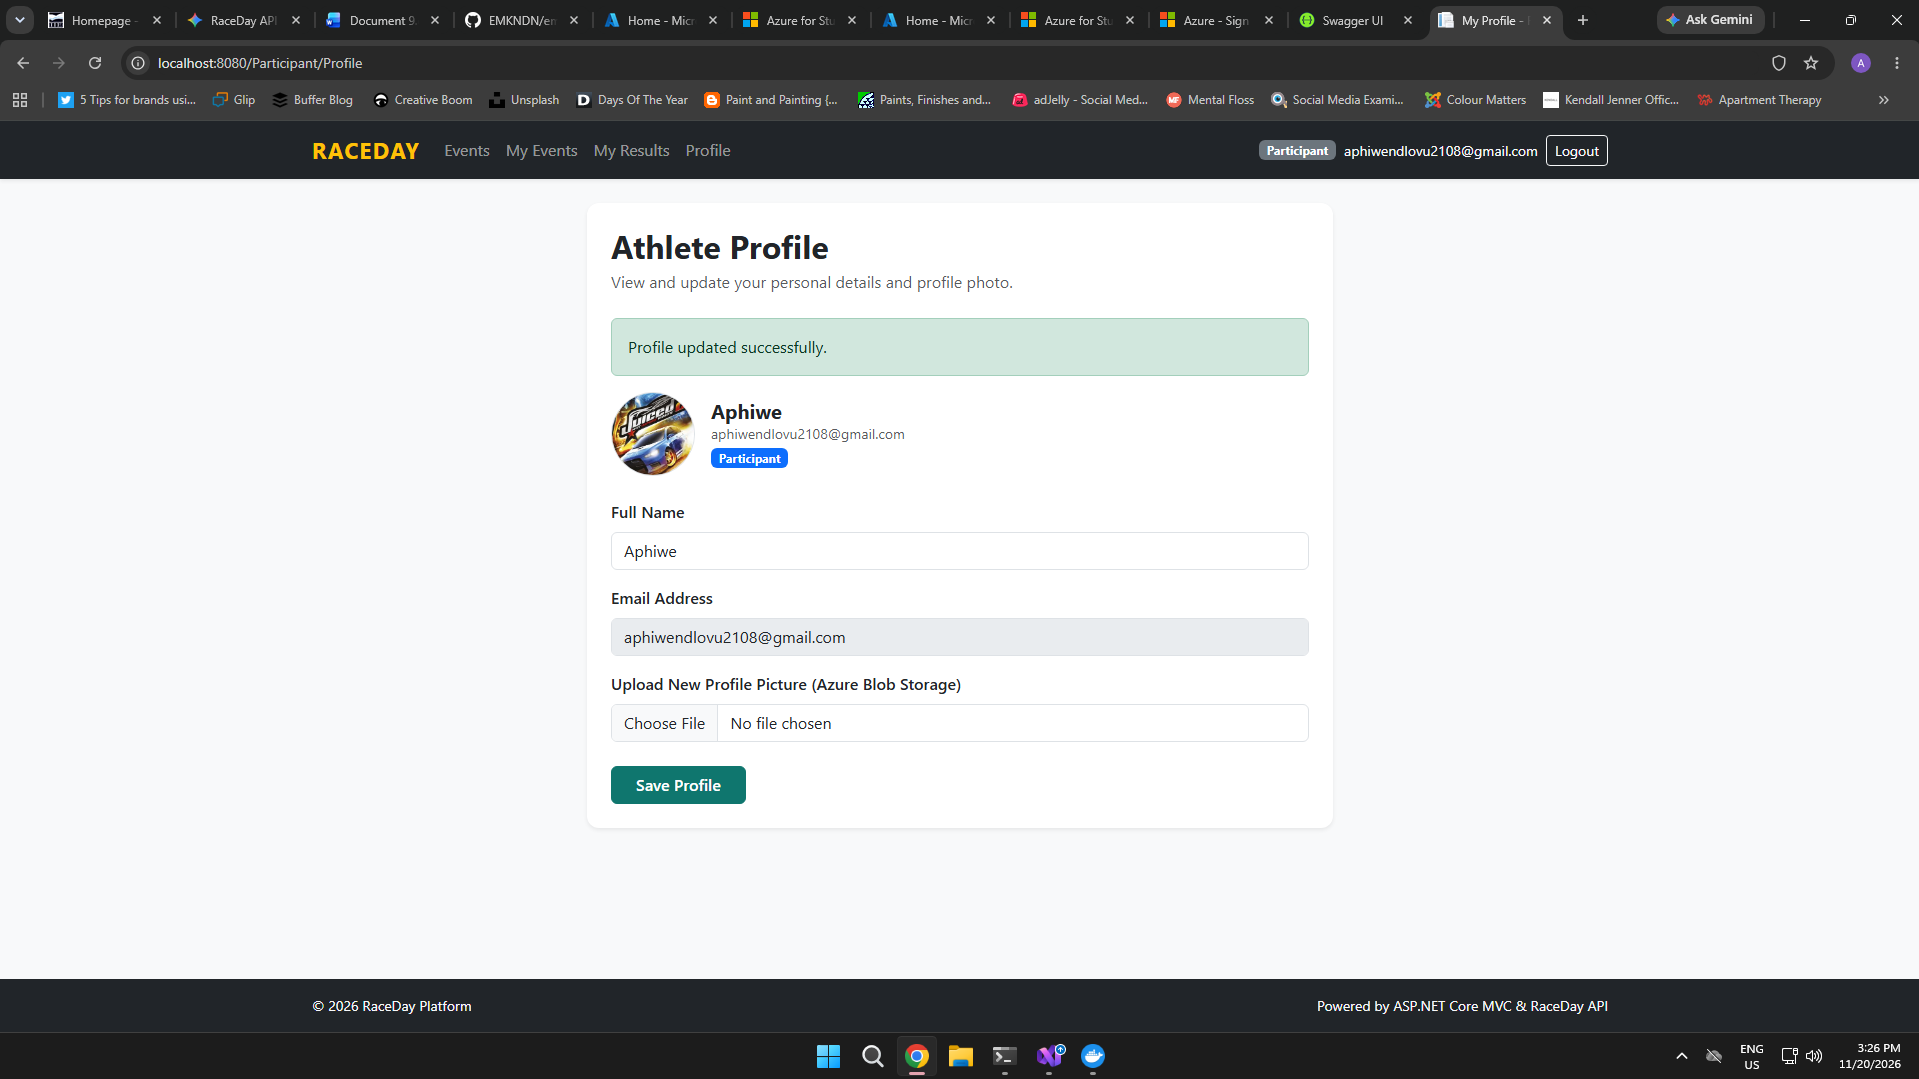 Homepage -
RaceDay API
Document 9.
EMKNDN/en
Home - Micr
Azure for Stu
Home - Micr
Azure for Stu
Azure - Sign
Swagger UI
My Profile -
Ask Gemini
localhost:8080/Participant/Profile
A
5 Tips for brands usi...
Glip
Buffer Blog
Creative Boom
Unsplash
Days Of The Year
Paint and Painting {...
Paints, Finishes and...
adJelly - Social Med...
Mental Floss
Social Media Exami...
Colour Matters
Kendall Jenner Offic...
Apartment Therapy
RACEDAY
Events
My Events
My Results
Profile
Participant
aphiwendlovu2108@gmail.com
Logout
Athlete Profile
View and update your personal details and profile photo.
Profile updated successfully.
Juiced
Aphiwe
aphiwendlovu2108@gmail.com
Participant
Full Name
Aphiwe
Email Address
aphiwendlovu2108@gmail.com
Upload New Profile Picture (Azure Blob Storage)
Choose File
No file chosen
Save Profile
© 2026 RaceDay Platform
Powered by ASP.NET Core MVC & RaceDay API
ENG
US
3:26 PM
11/20/2026